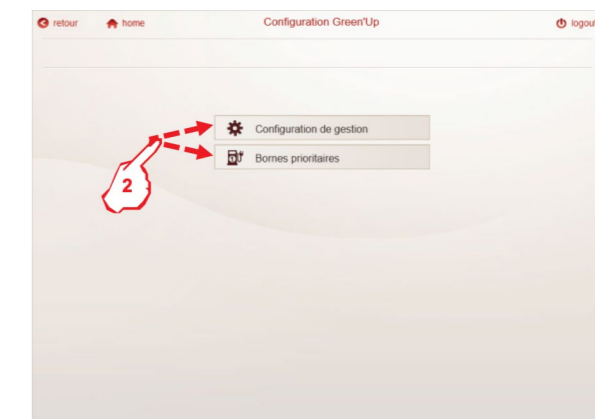 retour home Configuration Green'Up logout
Configuration de gestion
Bornes prioritaires
2